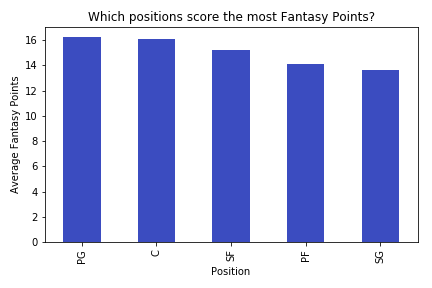 Which positions score the most Fantasy Points?
Average Fantasy Points
16
14
12
10
8
6
4
2
0
PG
C
SF
PF
SG
Position